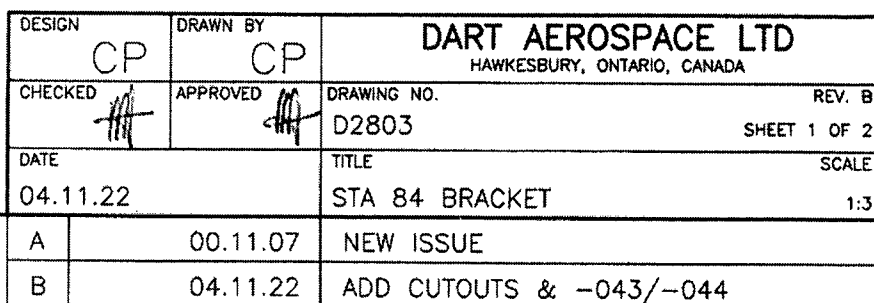 DESIGN
CP
DRAWN BY
CP
DART AEROSPACE LTD
HAWKESBURY, ONTARIO, CANADA
CHECKED
APPROVED
DRAWING NO.
D2803
REV. B
SHEET 1 OF 2
DATE
04.11.22
TITLE
STA 84 BRACKET
SCALE
1:3
A 00.11.07 NEW ISSUE
B 04.11.22 ADD CUTOUTS & -043/-044